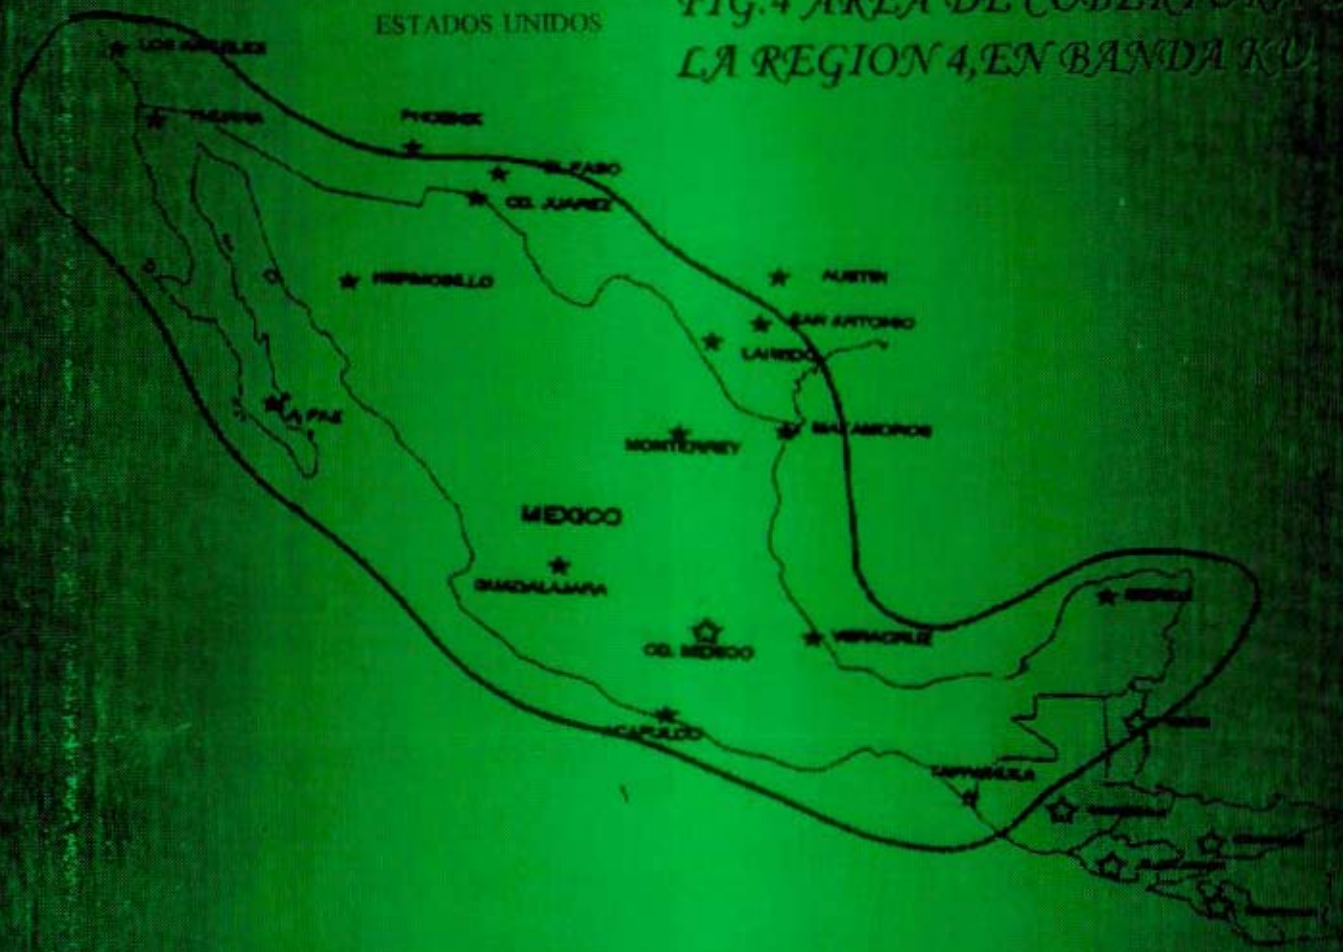 ESTADOS UNIDOS
FIG.4 AREA DE COBERTURA
LA REGION 4,EN BANDA KU.
LOS ANGELES
TIJUANA
PHOENIX
EL PASO
CD. JUAREZ
HERMOSILLO
AUSTIN
SAN ANTONIO
LAREDO
LA PAZ
MATAMOROS
MONTERREY
MEXICO
GUADALAJARA
CD. MEXICO
VERACRUZ
MERIDA
ACAPULCO
TAPACHULA